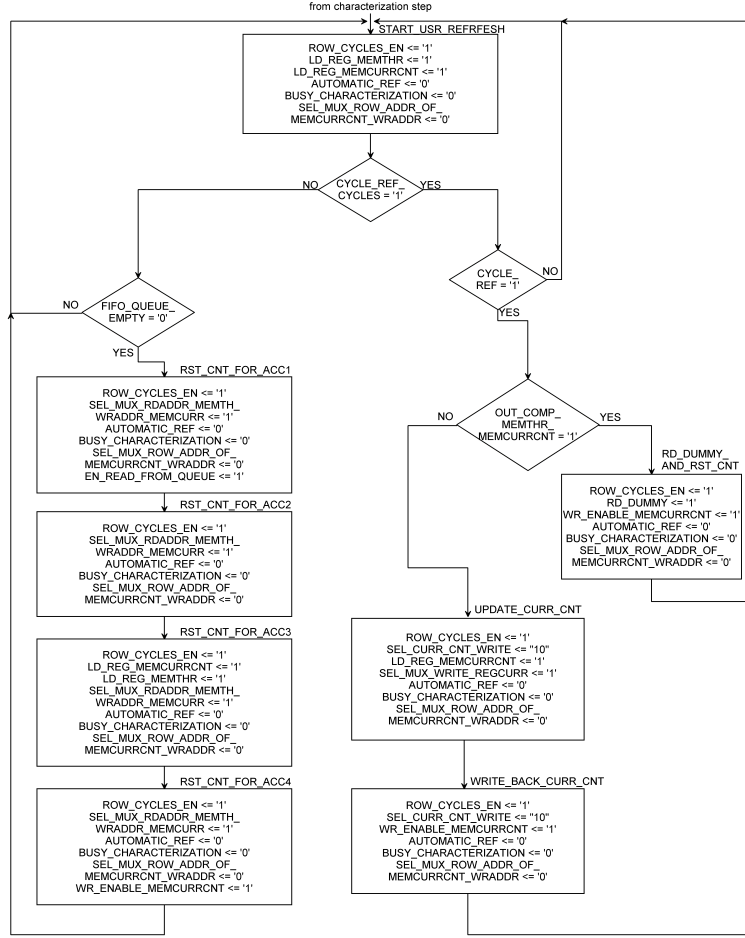 from characterization step
START_USR_REFRFESH
ROW_CYCLES_EN <= '1'
LD_REG_MEMTHR <= '1'
LD_REG_MEMCURRCNT <= '1'
AUTOMATIC_REF <= '0'
BUSY_CHARACTERIZATION <= '0'
SEL_MUX_ROW_ADDR_OF_
MEMCURRCNT_WRADDR <= '0'
NO
CYCLE_REF_
CYCLES = '1'
YES
CYCLE_
REF = '1'
NO
YES
NO
FIFO_QUEUE_
EMPTY = '0'
YES
RST_CNT_FOR_ACC1
ROW_CYCLES_EN <= '1'
SEL_MUX_RDADDR_MEMTH_
WRADDR_MEMCURR <= '1'
AUTOMATIC_REF <= '0'
BUSY_CHARACTERIZATION <= '0'
SEL_MUX_ROW_ADDR_OF_
MEMCURRCNT_WRADDR <= '0'
EN_READ_FROM_QUEUE <= '1'
NO
OUT_COMP_
MEMTHR_
MEMCURRCNT = '1'
YES
RD_DUMMY_
AND_RST_CNT
ROW_CYCLES_EN <= '1'
RD_DUMMY <= '1'
WR_ENABLE_MEMCURRCNT <= '1'
AUTOMATIC_REF <= '0'
BUSY_CHARACTERIZATION <= '0'
SEL_MUX_ROW_ADDR_OF_
MEMCURRCNT_WRADDR <= '0'
RST_CNT_FOR_ACC2
ROW_CYCLES_EN <= '1'
SEL_MUX_RDADDR_MEMTH_
WRADDR_MEMCURR <= '1'
AUTOMATIC_REF <= '0'
BUSY_CHARACTERIZATION <= '0'
SEL_MUX_ROW_ADDR_OF_
MEMCURRCNT_WRADDR <= '0'
RST_CNT_FOR_ACC3
ROW_CYCLES_EN <= '1'
LD_REG_MEMCURRCNT <= '1'
LD_REG_MEMTHR <= '1'
SEL_MUX_RDADDR_MEMTH_
WRADDR_MEMCURR <= '1'
AUTOMATIC_REF <= '0'
BUSY_CHARACTERIZATION <= '0'
SEL_MUX_ROW_ADDR_OF_
MEMCURRCNT_WRADDR <= '0'
UPDATE_CURR_CNT
ROW_CYCLES_EN <= '1'
SEL_CURR_CNT_WRITE <= "10"
LD_REG_MEMCURRCNT <= '1'
SEL_MUX_WRITE_REGCURR <= '1'
AUTOMATIC_REF <= '0'
BUSY_CHARACTERIZATION <= '0'
SEL_MUX_ROW_ADDR_OF_
MEMCURRCNT_WRADDR <= '0'
RST_CNT_FOR_ACC4
ROW_CYCLES_EN <= '1'
SEL_MUX_RDADDR_MEMTH_
WRADDR_MEMCURR <= '1'
AUTOMATIC_REF <= '0'
BUSY_CHARACTERIZATION <= '0'
SEL_MUX_ROW_ADDR_OF_
MEMCURRCNT_WRADDR <= '0'
WR_ENABLE_MEMCURRCNT <= '1'
WRITE_BACK_CURR_CNT
ROW_CYCLES_EN <= '1'
SEL_CURR_CNT_WRITE <= "10"
WR_ENABLE_MEMCURRCNT <= '1'
AUTOMATIC_REF <= '0'
BUSY_CHARACTERIZATION <= '0'
SEL_MUX_ROW_ADDR_OF_
MEMCURRCNT_WRADDR <= '0'